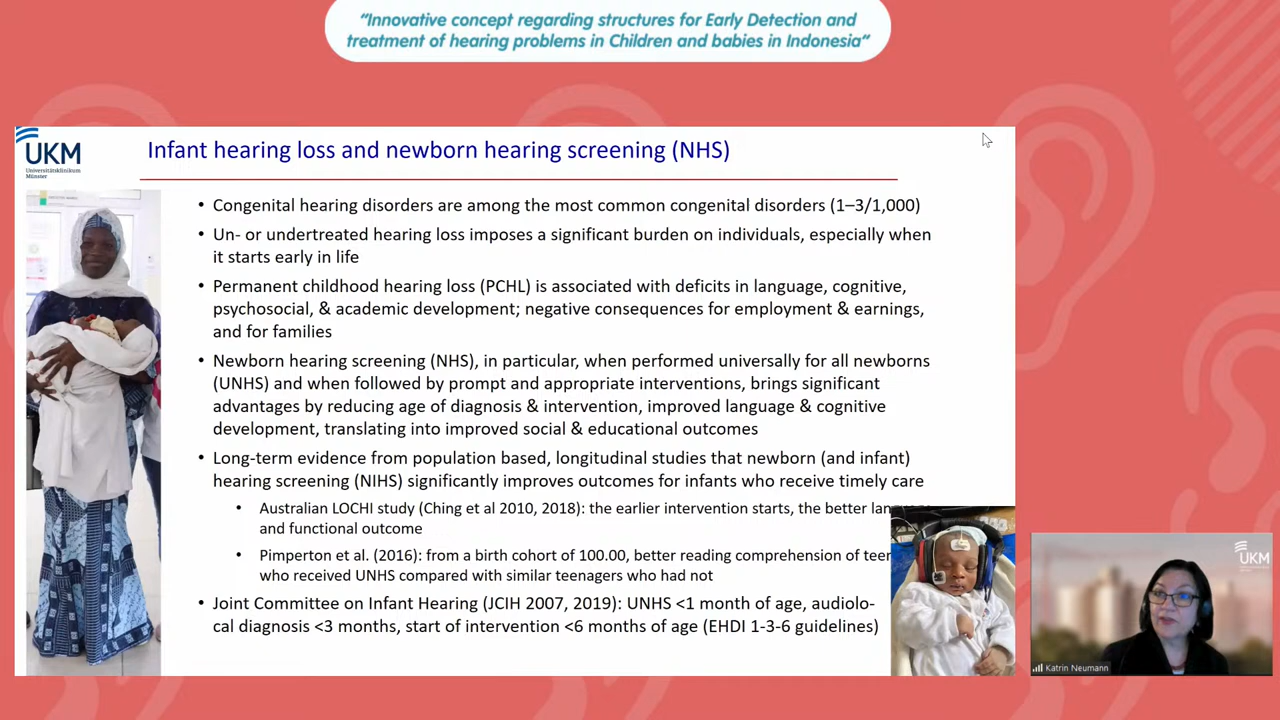 “Innovative concept regarding structures for Early Detection and
treatment of hearing problems in Children and babies in Indonesia“
UKM
Universitätsklinikum
Münster
Infant hearing loss and newborn hearing screening (NHS)
• Congenital hearing disorders are among the most common congenital disorders (1–3/1,000)
• Un- or undertreated hearing loss imposes a significant burden on individuals, especially when
it starts early in life
• Permanent childhood hearing loss (PCHL) is associated with deficits in language, cognitive,
psychosocial, & academic development; negative consequences for employment & earnings,
and for families
• Newborn hearing screening (NHS), in particular, when performed universally for all newborns
(UNHS) and when followed by prompt and appropriate interventions, brings significant
advantages by reducing age of diagnosis & intervention, improved language & cognitive
development, translating into improved social & educational outcomes
• Long-term evidence from population based, longitudinal studies that newborn (and infant)
hearing screening (NIHS) significantly improves outcomes for infants who receive timely care
• Australian LOCHI study (Ching et al 2010, 2018): the earlier intervention starts, the better
and functional outcome
• Pimperton et al. (2016): from a birth cohort of 100.00, better reading comprehension of
who received UNHS compared with similar teenagers who had not
• Joint Committee on Infant Hearing (JCIH 2007, 2019): UNHS <1 month of age, audiolo-
cal diagnosis <3 months, start of intervention <6 months of age (EHDI 1-3-6 guidelines)
UKM
Katrin Neumann